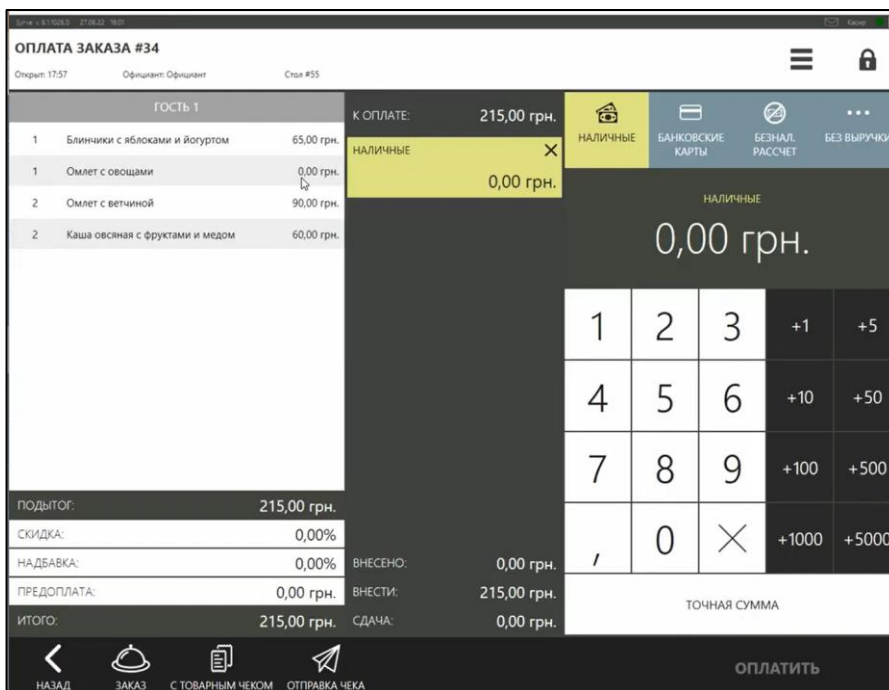 27.06.22 18:01
ОПЛАТА ЗАКАЗА #34
Открыт: 17:57 Официант: Официант Стол #55
ГОСТЬ 1
1 Блинчики с яблоками и йогуртом 65,00 грн.
1 Омлет с овощами 0,00 грн.
2 Омлет с ветчиной 90,00 грн.
2 Каша овсяная с фруктами и медом 60,00 грн.
ПОДЫТОГ: 215,00 грн.
СКИДКА: 0,00%
НАДБАВКА: 0,00%
ПРЕДОПЛАТА: 0,00 грн.
ИТОГО: 215,00 грн.
К ОПЛАТЕ: 215,00 грн.
НАЛИЧНЫЕ
0,00 грн.
ВНЕСЕНО: 0,00 грн.
ВНЕСТИ: 215,00 грн.
СДАЧА: 0,00 грн.
НАЛИЧНЫЕ
БАНКОВСКИЕ
КАРТЫ
БЕЗНАЛ.
РАССЧЕТ
БЕЗ ВЫРУЧКИ
НАЛИЧНЫЕ
0,00 грн.
1 2 3 +1 +5
4 5 6 +10 +50
7 8 9 +100 +500
, 0 +1000 +5000
ТОЧНАЯ СУММА
НАЗАД ЗАКАЗ С ТОВАРНЫМ ЧЕКОМ ОТПРАВКА ЧЕКА
ОПЛАТИТЬ